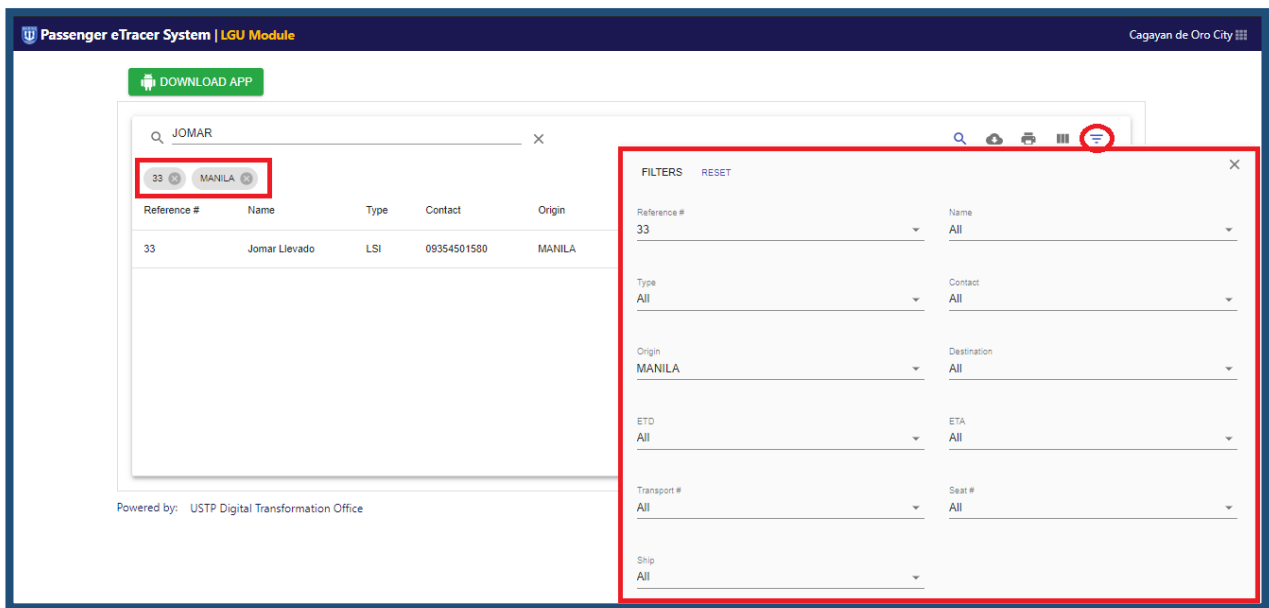 Passenger eTracer System | LGU Module
Cagayan de Oro City
DOWNLOAD APP
JOMAR
33 MANILA
Reference # Name Type Contact Origin
33 Jomar Llevado LSI 09354501580 MANILA
FILTERS RESET
Reference # Name
33 All
Type Contact
All All
Origin Destination
MANILA All
ETD ETA
All All
Transport # Seat #
All All
Ship
All
Powered by: USTP Digital Transformation Office